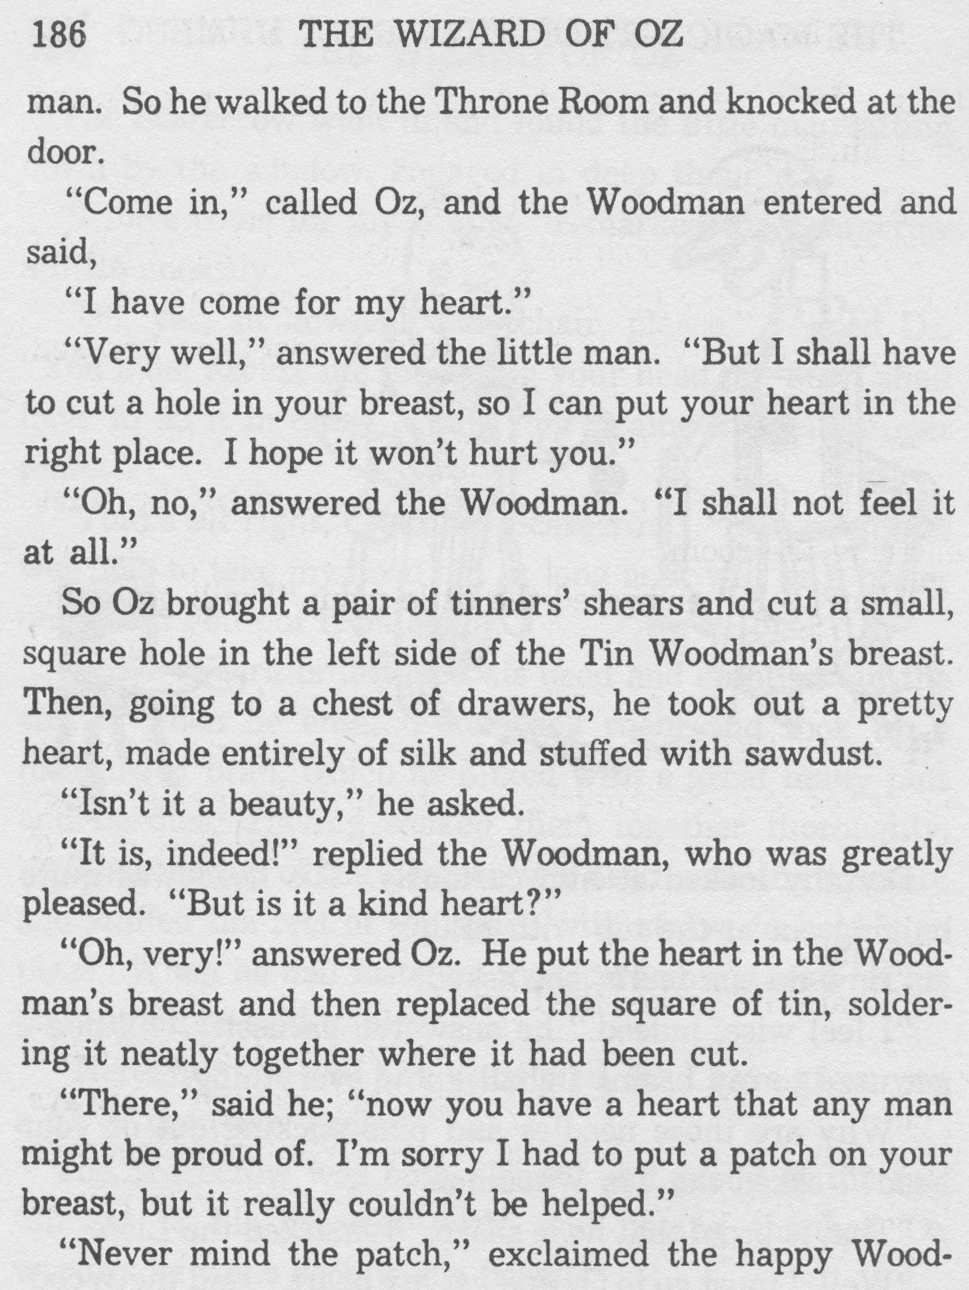 186 THE WIZARD OF OZ
man. So he walked to the Throne Room and knocked at the
door.
“Come in,” called Oz, and the Woodman entered and
said,
“I have come for my heart.”
“Very well,” answered the little man. “But I shall have
to cut a hole in your breast, so I can put your heart in the
right place. I hope it won’t hurt you.”
“Oh, no,” answered the Woodman. “I shall not feel it
at all.”
So Oz brought a pair of tinners’ shears and cut a small,
square hole in the left side of the Tin Woodman’s breast.
Then, going to a chest of drawers, he took out a pretty
heart, made entirely of silk and stuffed with sawdust.
“Isn’t it a beauty,” he asked.
“It is, indeed!” replied the Woodman, who was greatly
pleased. “But is it a kind heart?”
“Oh, very!” answered Oz. He put the heart in the Wood-
man’s breast and then replaced the square of tin, solder-
ing it neatly together where it had been cut.
“There,” said he; “now you have a heart that any man
might be proud of. I’m sorry I had to put a patch on your
breast, but it really couldn’t be helped.”
“Never mind the patch,” exclaimed the happy Wood-